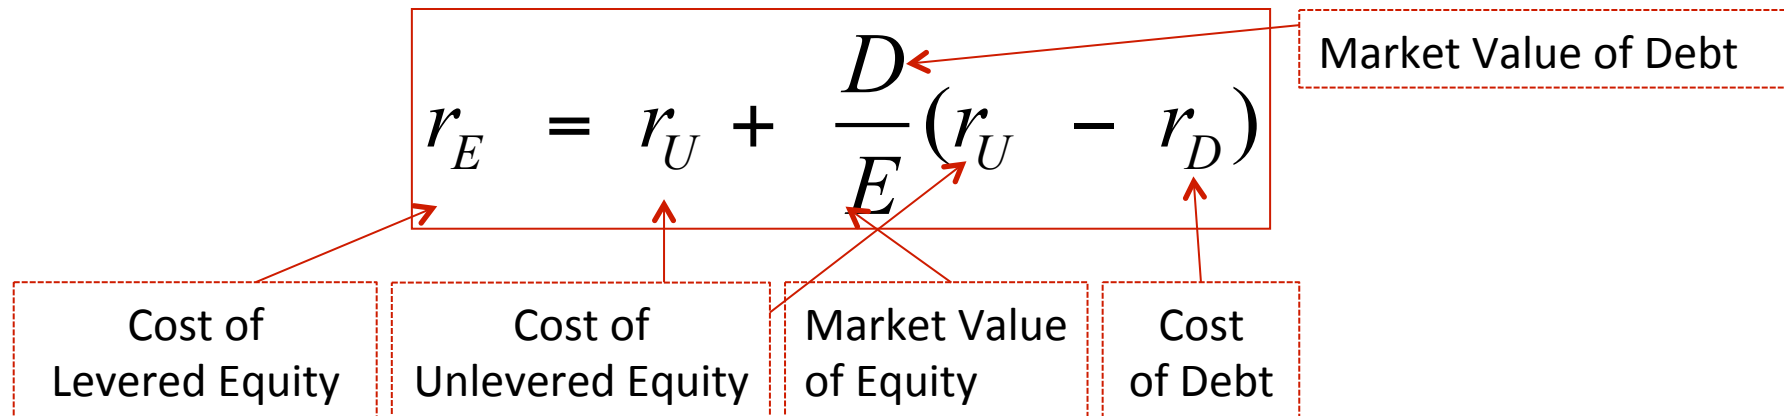 Market Value of Debt
r_E = r_U + D/E (r_U − r_D)
Cost of
Levered Equity
Cost of
Unlevered Equity
Market Value
of Equity
Cost
of Debt